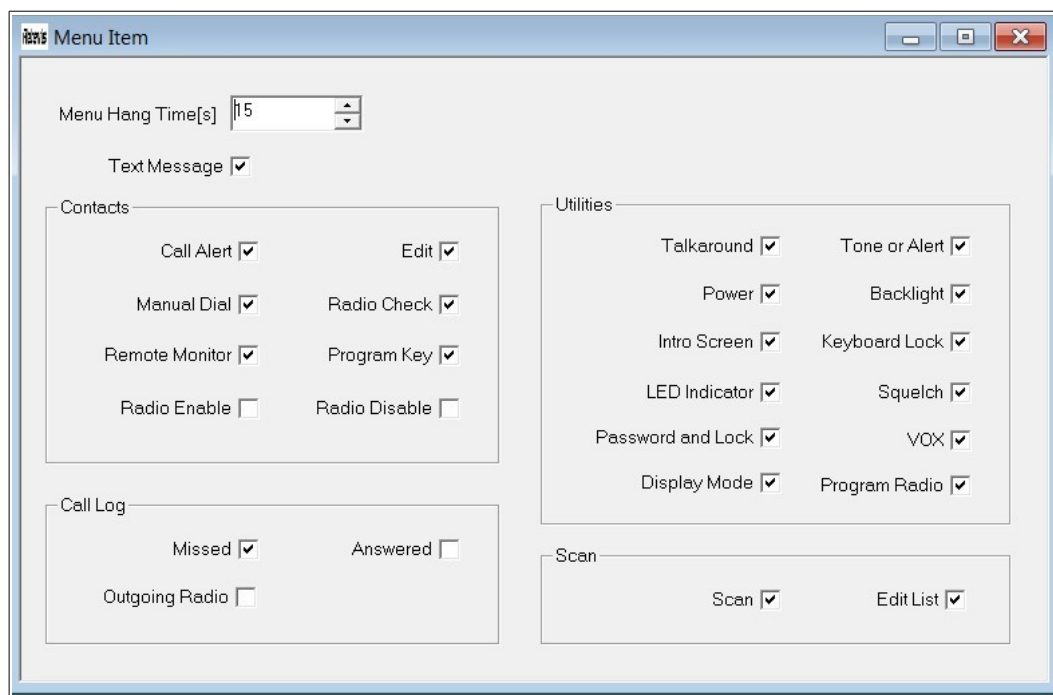 Retevis Menu Item
Menu Hang Time[s] 15
Text Message
Contacts
Call Alert Edit
Manual Dial Radio Check
Remote Monitor Program Key
Radio Enable Radio Disable
Call Log
Missed Answered
Outgoing Radio
Utilities
Talkaround Tone or Alert
Power Backlight
Intro Screen Keyboard Lock
LED Indicator Squelch
Password and Lock VOX
Display Mode Program Radio
Scan
Scan Edit List